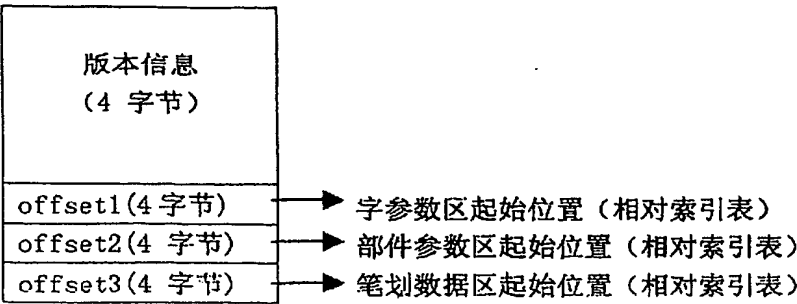 版本信息
(4 字节)
offset1(4字节) 字参数区起始位置（相对索引表）
offset2(4 字节) 部件参数区起始位置（相对索引表）
offset3(4 字节) 笔划数据区起始位置（相对索引表）